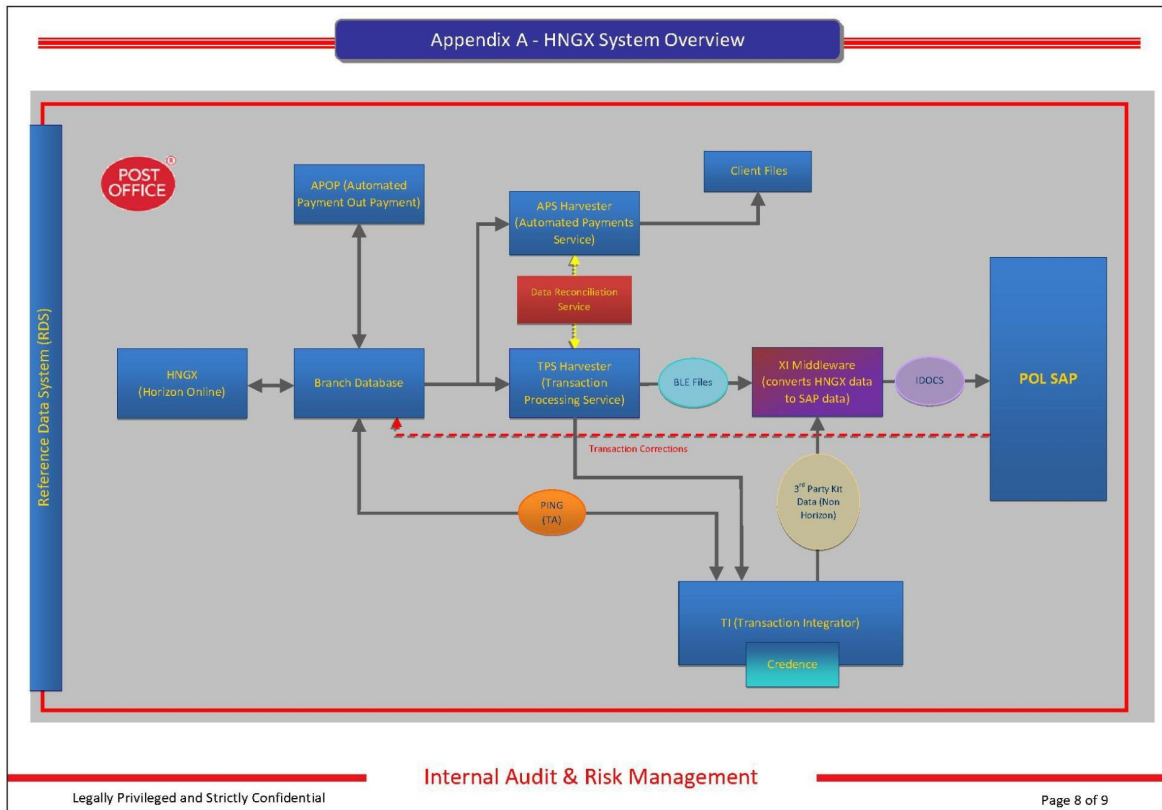 Appendix A - HNGX System Overview
Reference Data System (RDS)
POST
OFFICE
®
APOP (Automated
Payment Out Payment)
APS Harvester
(Automated Payments
Service)
Client Files
Data Reconciliation
Service
HNGX
(Horizon Online)
Branch Database
TPS Harvester
(Transaction
Processing Service)
BLE Files
XI Middleware
(converts HNGX data
to SAP data)
IDOCS
POL SAP
Transaction Corrections
3rd Party Kit
Data (Non
Horizon)
PING
(TA)
TI (Transaction Integrator)
Credence
Internal Audit & Risk Management
Legally Privileged and Strictly Confidential
Page 8 of 9